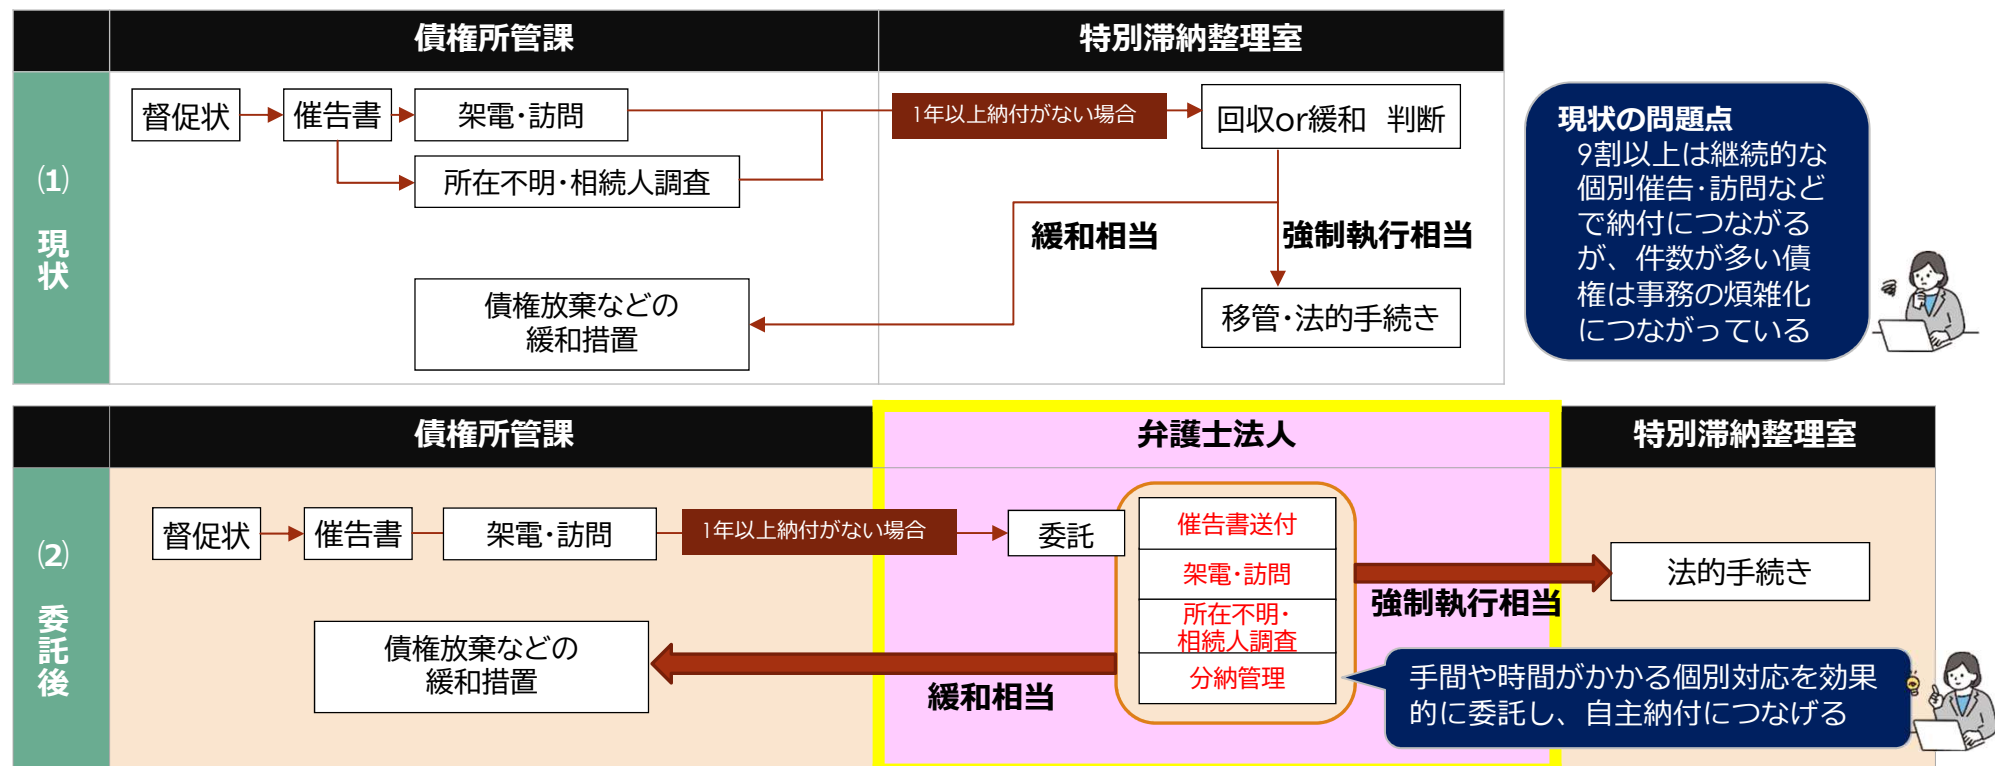 債権所管課
特別滞納整理室
⑴ 現状
督促状
催告書
架電・訪問
所在不明・相続人調査
1年以上納付がない場合
回収or緩和 判断
緩和相当
強制執行相当
債権放棄などの
緩和措置
移管・法的手続き
現状の問題点
9割以上は継続的な
個別催告・訪問など
で納付につながる
が、件数が多い債
権は事務の煩雑化
につながっている
債権所管課
弁護士法人
特別滞納整理室
⑵ 委託後
督促状
催告書
架電・訪問
1年以上納付がない場合
委託
催告書送付
架電・訪問
所在不明・
相続人調査
分納管理
強制執行相当
法的手続き
債権放棄などの
緩和措置
緩和相当
手間や時間がかかる個別対応を効果
的に委託し、自主納付につなげる